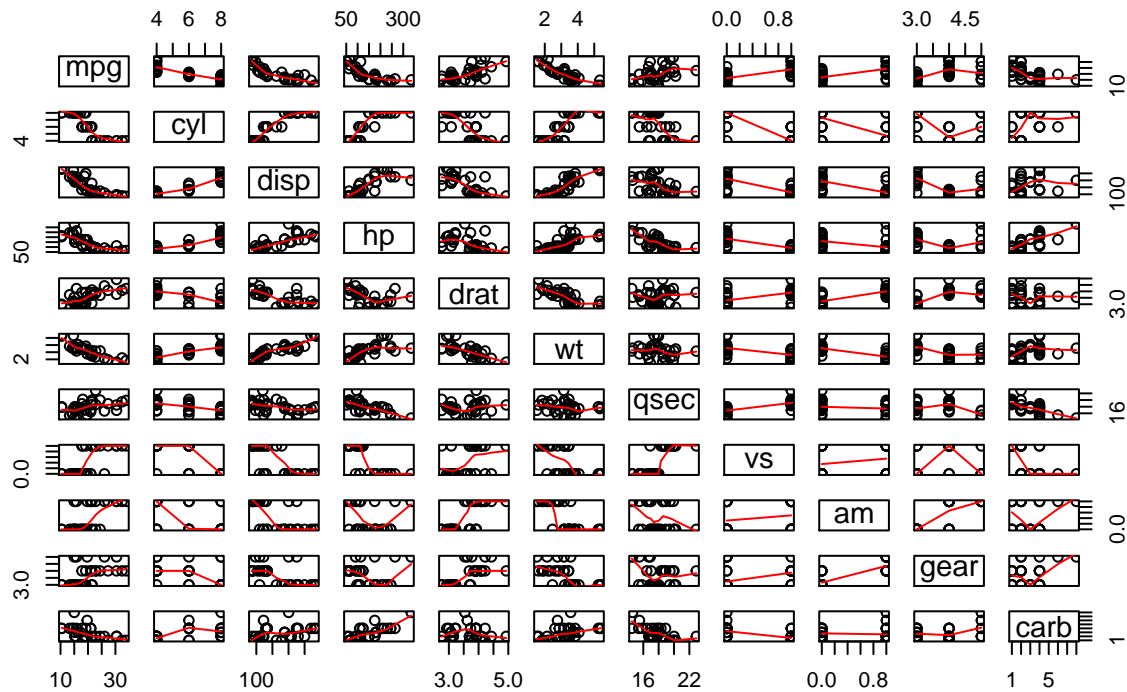 4 6 8 50 300 2 4 0.0 0.8 3.0 4.5
mpg 10
4 cyl
disp 100
50 hp
drat 3.0
2 wt
qsec 16
0.0 vs
am 0.0
3.0 gear
carb 1
10 30 100 3.0 5.0 16 22 0.0 0.8 1 5